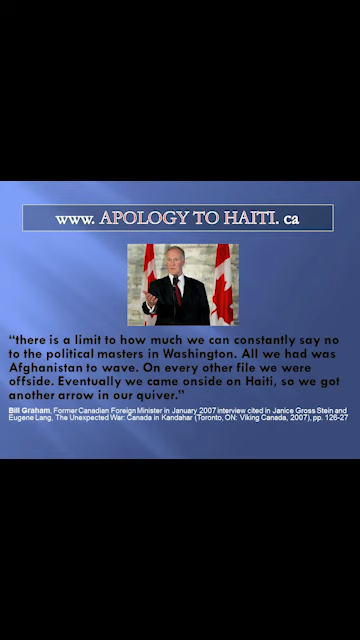 www. APOLOGY TO HAITI. ca
“there is a limit to how much we can constantly say no
to the political masters in Washington. All we had was
Afghanistan to wave. On every other file we were
offside. Eventually we came onside on Haiti, so we got
another arrow in our quiver.”
Bill Graham, Former Canadian Foreign Minister in January 2007 interview cited in Janice Gross Stein and
Eugene Lang, The Unexpected War: Canada in Kandahar (Toronto, ON: Viking Canada, 2007), pp. 126-27